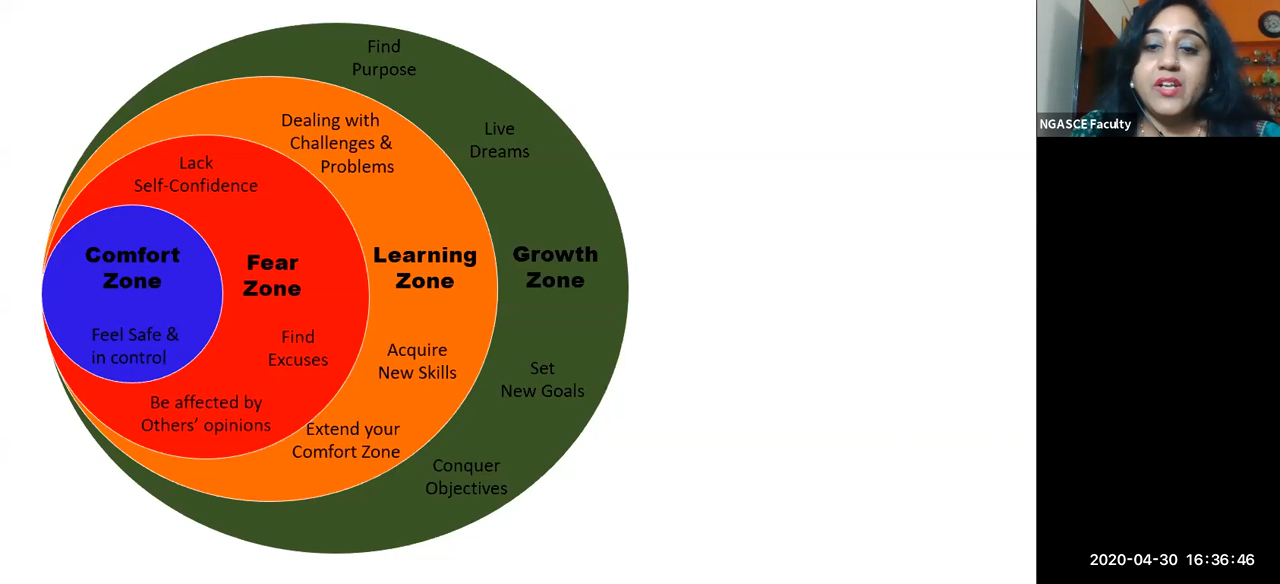 Find
Purpose
Dealing with
Challenges &
Problems
Live
Dreams
Lack
Self-Confidence
Comfort
Zone
Fear
Zone
Learning
Zone
Growth
Zone
Feel Safe &
in control
Find
Excuses
Acquire
New Skills
Set
New Goals
Be affected by
Others’ opinions
Extend your
Comfort Zone
Conquer
Objectives
NGASCE Faculty
2020-04-30 16:36:46